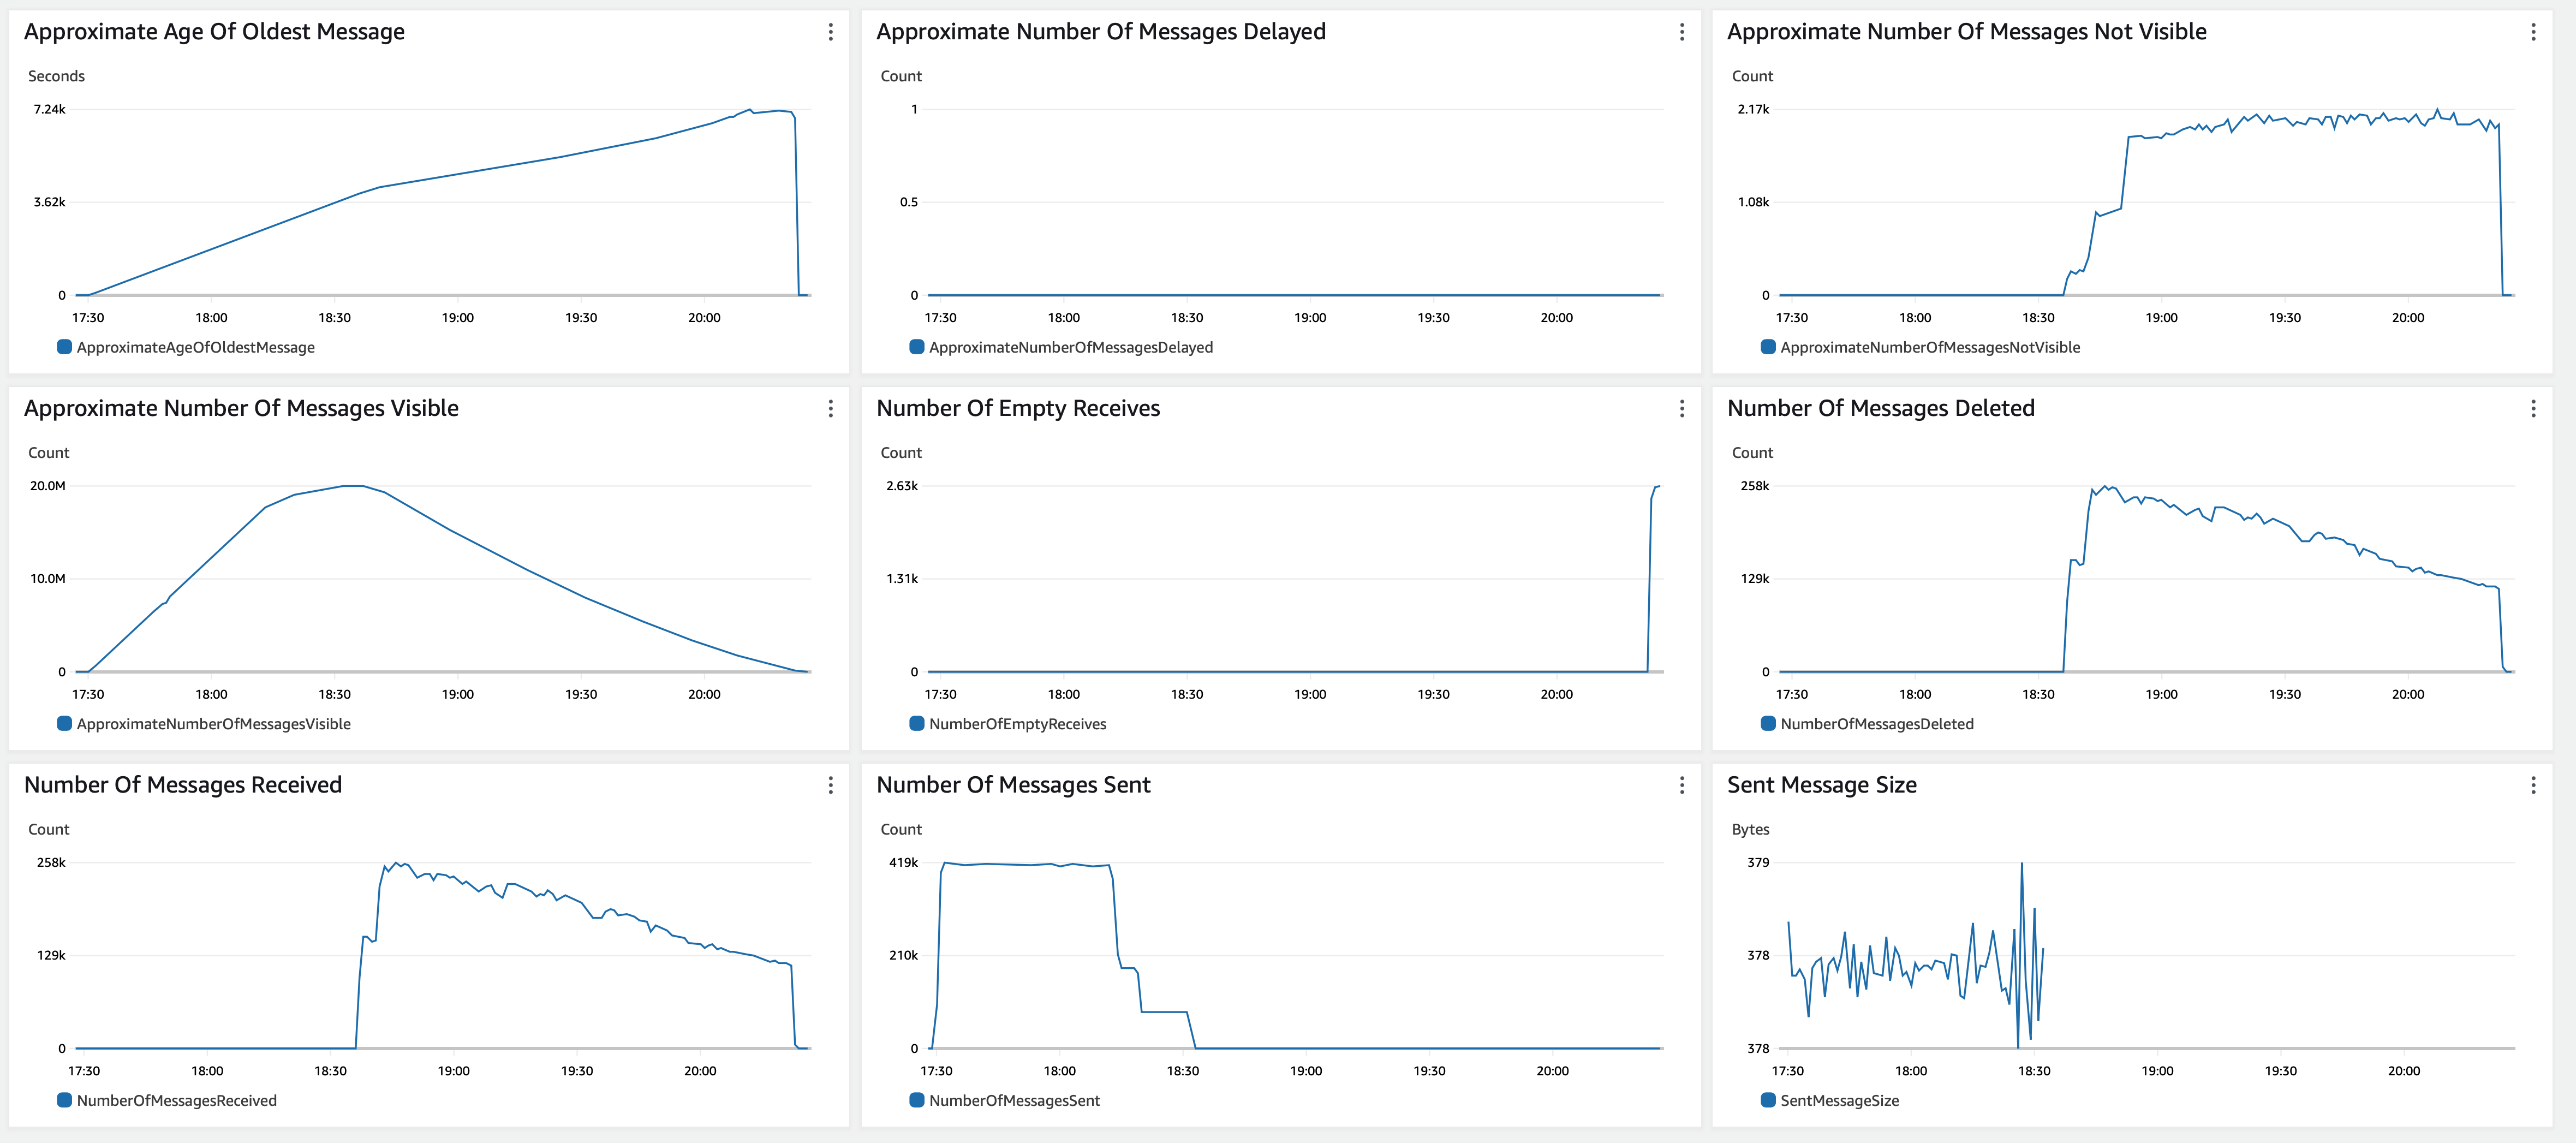 Approximate Age Of Oldest Message
Seconds
7.24k
3.62k
0
17:30 18:00 18:30 19:00 19:30 20:00
ApproximateAgeOfOldestMessage
Approximate Number Of Messages Delayed
Count
1
0.5
0
17:30 18:00 18:30 19:00 19:30 20:00
ApproximateNumberOfMessagesDelayed
Approximate Number Of Messages Not Visible
Count
2.17k
1.08k
0
17:30 18:00 18:30 19:00 19:30 20:00
ApproximateNumberOfMessagesNotVisible
Approximate Number Of Messages Visible
Count
20.0M
10.0M
0
17:30 18:00 18:30 19:00 19:30 20:00
ApproximateNumberOfMessagesVisible
Number Of Empty Receives
Count
2.63k
1.31k
0
17:30 18:00 18:30 19:00 19:30 20:00
NumberOfEmptyReceives
Number Of Messages Deleted
Count
258k
129k
0
17:30 18:00 18:30 19:00 19:30 20:00
NumberOfMessagesDeleted
Number Of Messages Received
Count
258k
129k
0
17:30 18:00 18:30 19:00 19:30 20:00
NumberOfMessagesReceived
Number Of Messages Sent
Count
419k
210k
0
17:30 18:00 18:30 19:00 19:30 20:00
NumberOfMessagesSent
Sent Message Size
Bytes
379
378
378
17:30 18:00 18:30 19:00 19:30 20:00
SentMessageSize